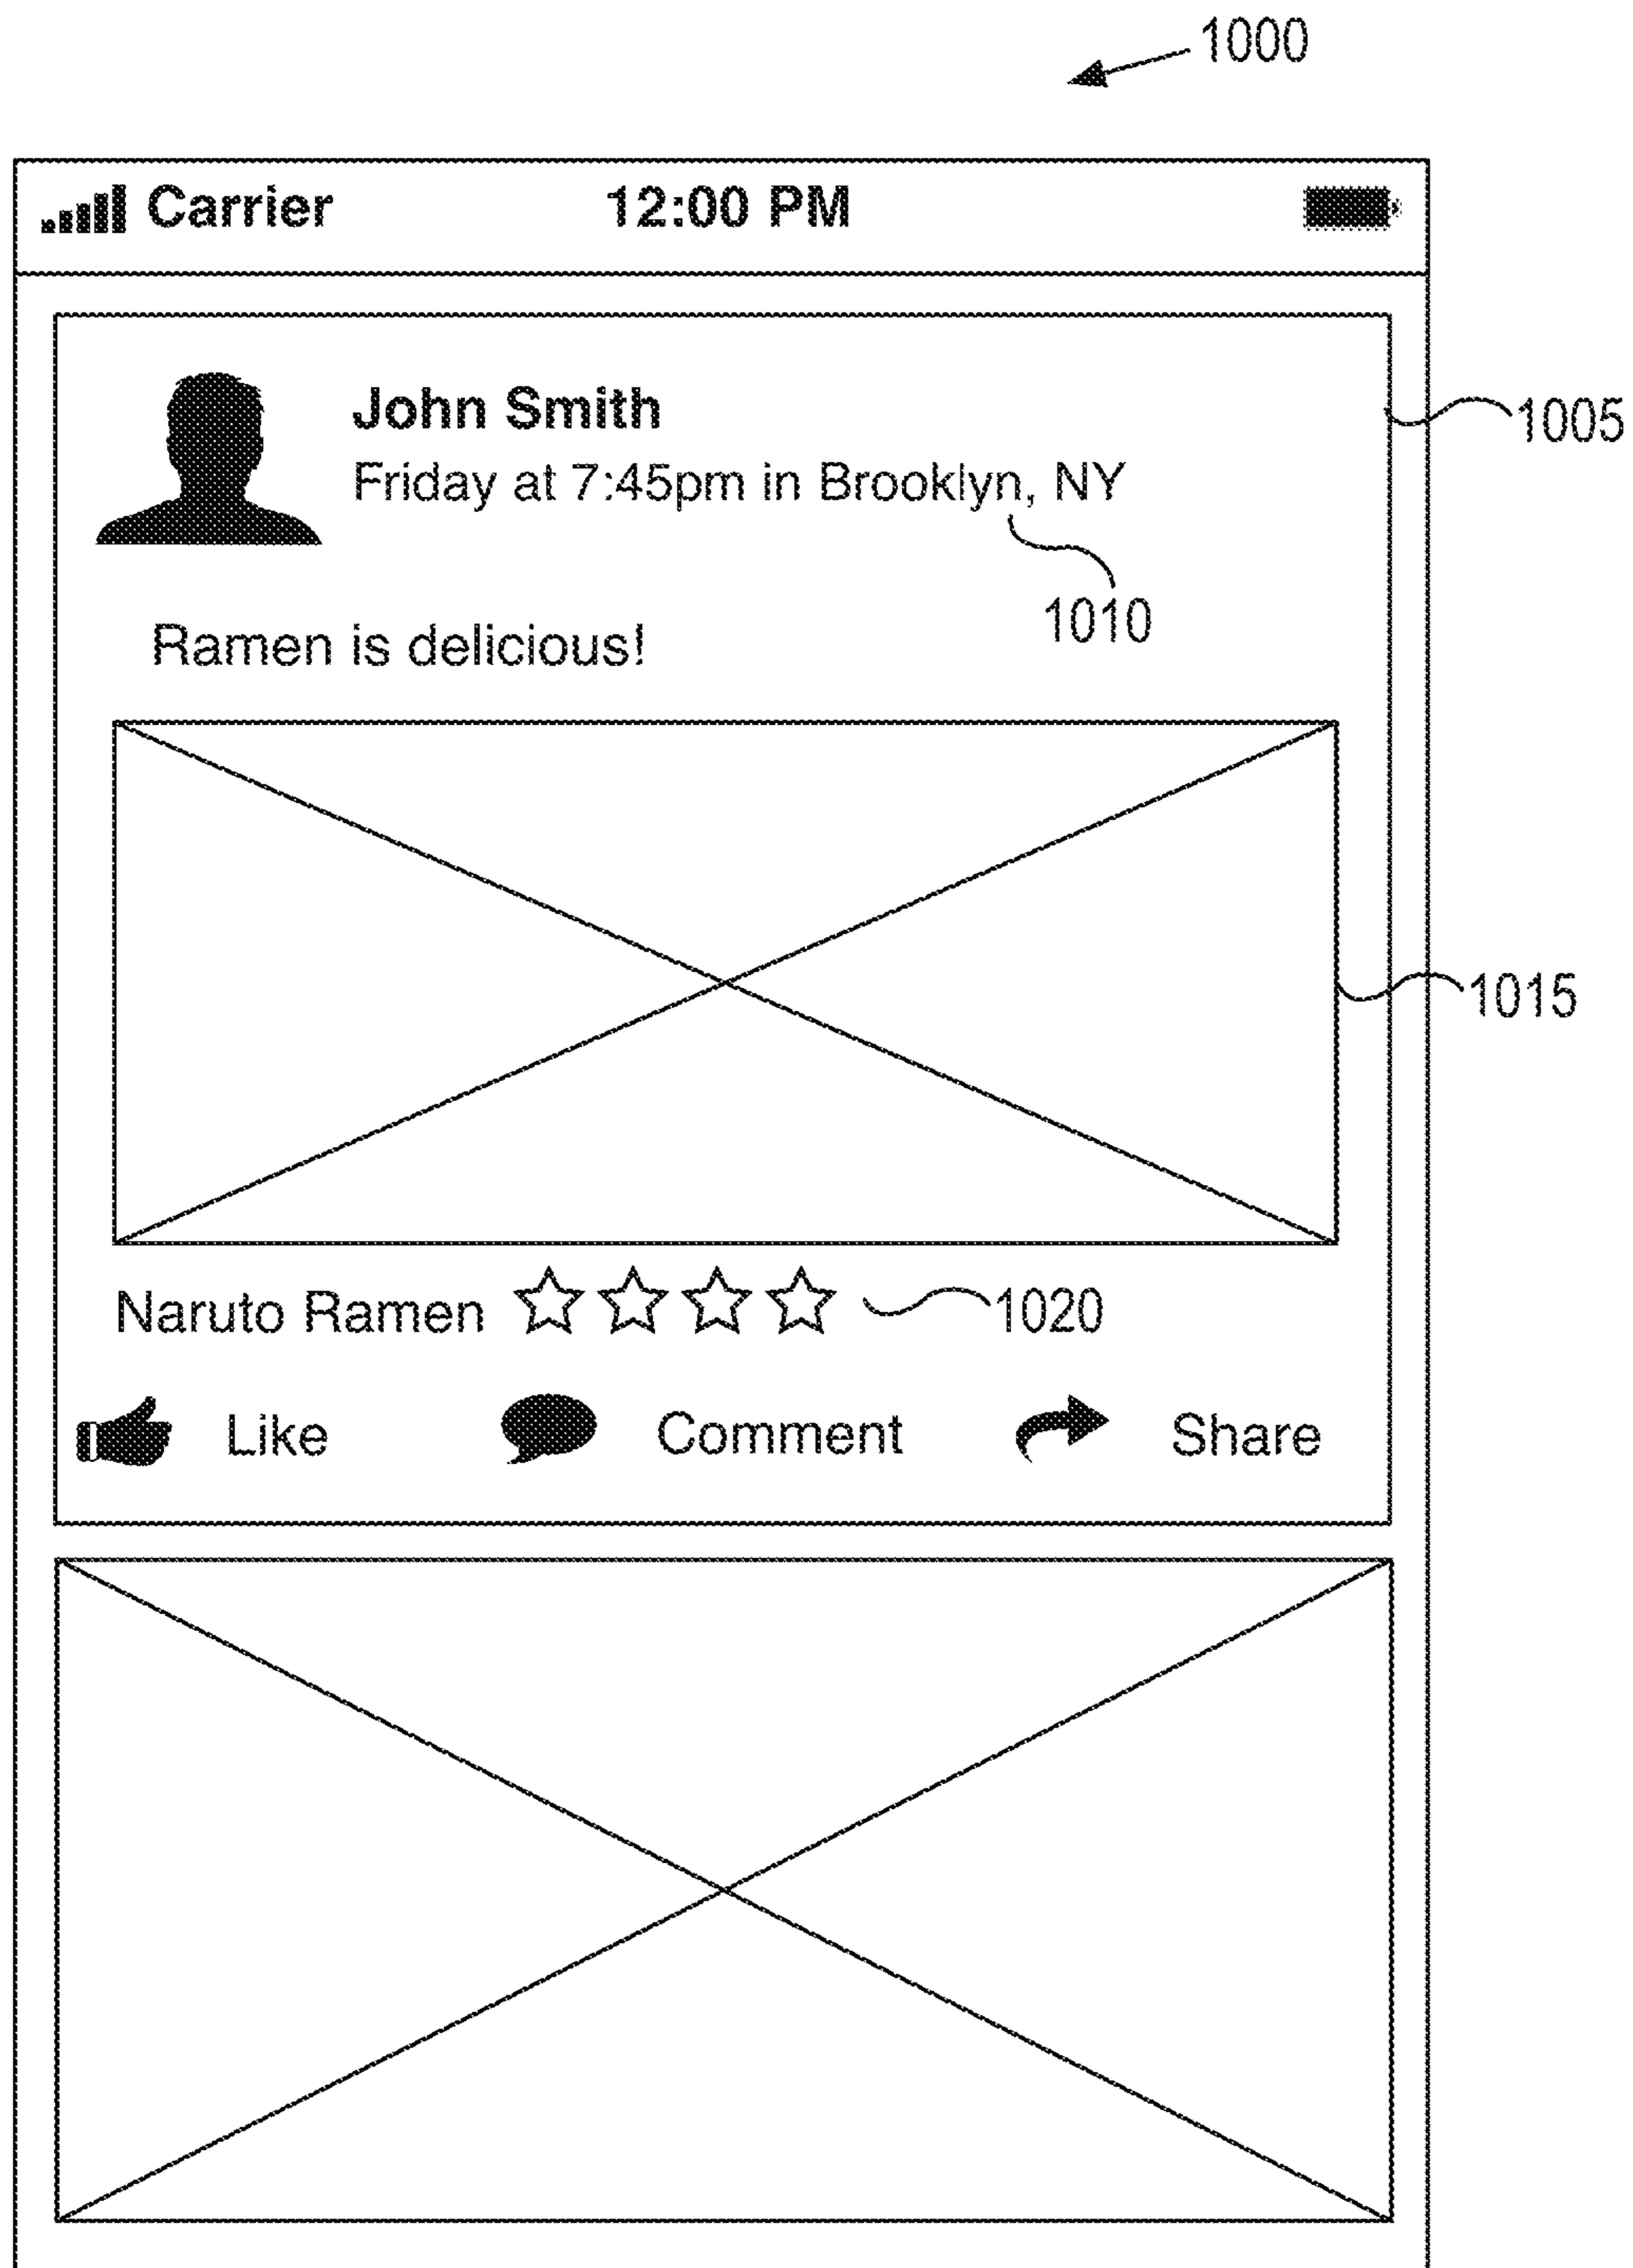 1000
Carrier 12:00 PM
John Smith
1005
Friday at 7:45pm in Brooklyn, NY
1010
Ramen is delicious!
1015
Naruto Ramen 1020
Like Comment Share